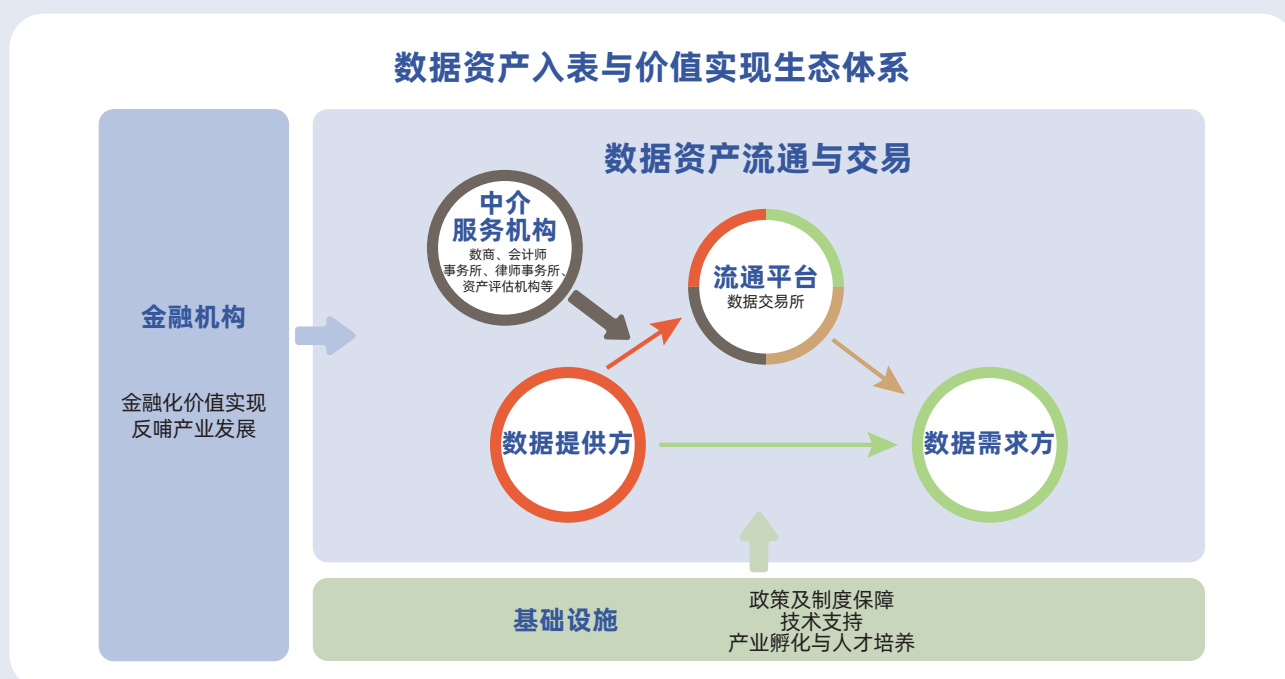 数据资产入表与价值实现生态体系
金融机构
金融化价值实现
反哺产业发展
数据资产流通与交易
中介
服务机构
数商、会计师
事务所、律师事务所、
资产评估机构等
流通平台
数据交易所
数据提供方
数据需求方
基础设施
政策及制度保障
技术支持
产业孵化与人才培养